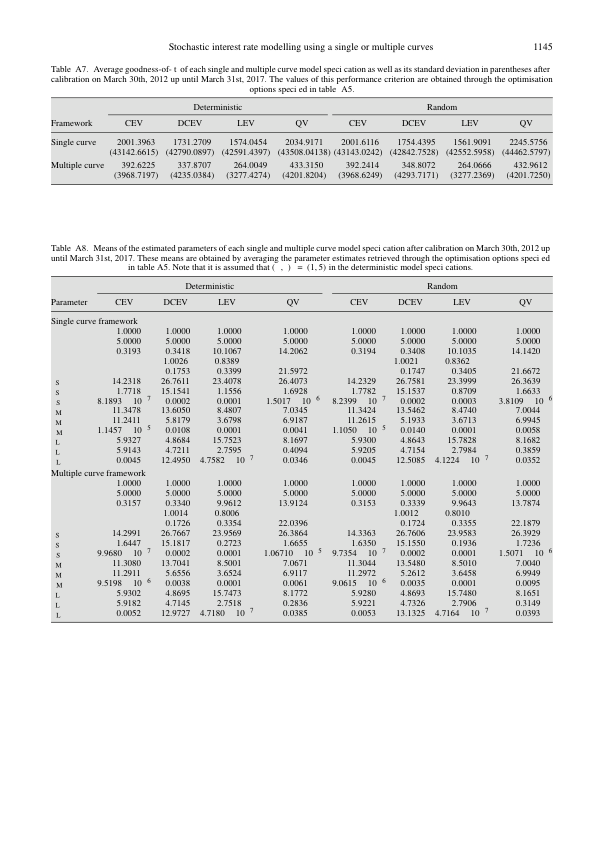 Stochastic interest rate modelling using a single or multiple curves 1145
Table A7. Average goodness-of- t of each single and multiple curve model speci cation as well as its standard deviation in parentheses after
calibration on March 30th, 2012 up until March 31st, 2017. The values of this performance criterion are obtained through the optimisation
options speci ed in table A5.
Deterministic Random
Framework CEV DCEV LEV QV CEV DCEV LEV QV
Single curve 2001.3963 1731.2709 1574.0454 2034.9171 2001.6116 1754.4395 1561.9091 2245.5756
(43142.6615) (42790.0897) (42591.4397) (43508.04138) (43143.0242) (42842.7528) (42552.5958) (44462.5797)
Multiple curve 392.6225 337.8707 264.0049 433.3150 392.2414 348.8072 264.0666 432.9612
(3968.7197) (4235.0384) (3277.4274) (4201.8204) (3968.6249) (4293.7171) (3277.2369) (4201.7250)
Table A8. Means of the estimated parameters of each single and multiple curve model speci cation after calibration on March 30th, 2012 up
until March 31st, 2017. These means are obtained by averaging the parameter estimates retrieved through the optimisation options speci ed
in table A5. Note that it is assumed that ( , ) = (1, 5) in the deterministic model speci cations.
Deterministic Random
Parameter CEV DCEV LEV QV CEV DCEV LEV QV
Single curve framework
1.0000 1.0000 1.0000 1.0000 1.0000 1.0000 1.0000 1.0000
5.0000 5.0000 5.0000 5.0000 5.0000 5.0000 5.0000 5.0000
0.3193 0.3418 10.1067 14.2062 0.3194 0.3408 10.1035 14.1420
1.0026 0.8389 1.0021 0.8362
0.1753 0.3399 21.5972 0.1747 0.3405 21.6672
S 14.2318 26.7611 23.4078 26.4073 14.2329 26.7581 23.3999 26.3639
S 1.7718 15.1541 1.1556 1.6928 1.7782 15.1537 0.8709 1.6633
S 8.1893 10 7 0.0002 0.0001 1.5017 10 6 8.2399 10 7 0.0002 0.0003 3.8109 10 6
M 11.3478 13.6050 8.4807 7.0345 11.3424 13.5462 8.4740 7.0044
M 11.2411 5.8179 3.6798 6.9187 11.2615 5.1933 3.6713 6.9945
M 1.1457 10 5 0.0108 0.0001 0.0041 1.1050 10 5 0.0140 0.0001 0.0058
L 5.9327 4.8684 15.7523 8.1697 5.9300 4.8643 15.7828 8.1682
L 5.9143 4.7211 2.7595 0.4094 5.9205 4.7154 2.7984 0.3859
L 0.0045 12.4950 4.7582 10 7 0.0346 0.0045 12.5085 4.1224 10 7 0.0352
Multiple curve framework
1.0000 1.0000 1.0000 1.0000 1.0000 1.0000 1.0000 1.0000
5.0000 5.0000 5.0000 5.0000 5.0000 5.0000 5.0000 5.0000
0.3157 0.3340 9.9612 13.9124 0.3153 0.3339 9.9643 13.7874
1.0014 0.8006 1.0012 0.8010
0.1726 0.3354 22.0396 0.1724 0.3355 22.1879
S 14.2991 26.7667 23.9569 26.3864 14.3363 26.7606 23.9583 26.3929
S 1.6447 15.1817 0.2723 1.6655 1.6350 15.1550 0.1936 1.7236
S 9.9680 10 7 0.0002 0.0001 1.06710 10 5 9.7354 10 7 0.0002 0.0001 1.5071 10 6
M 11.3080 13.7041 8.5001 7.0671 11.3044 13.5480 8.5010 7.0040
M 11.2911 5.6556 3.6524 6.9117 11.2972 5.2612 3.6458 6.9949
M 9.5198 10 6 0.0038 0.0001 0.0061 9.0615 10 6 0.0035 0.0001 0.0095
L 5.9302 4.8695 15.7473 8.1772 5.9280 4.8693 15.7480 8.1651
L 5.9182 4.7145 2.7518 0.2836 5.9221 4.7326 2.7906 0.3149
L 0.0052 12.9727 4.7180 10 7 0.0385 0.0053 13.1325 4.7164 10 7 0.0393